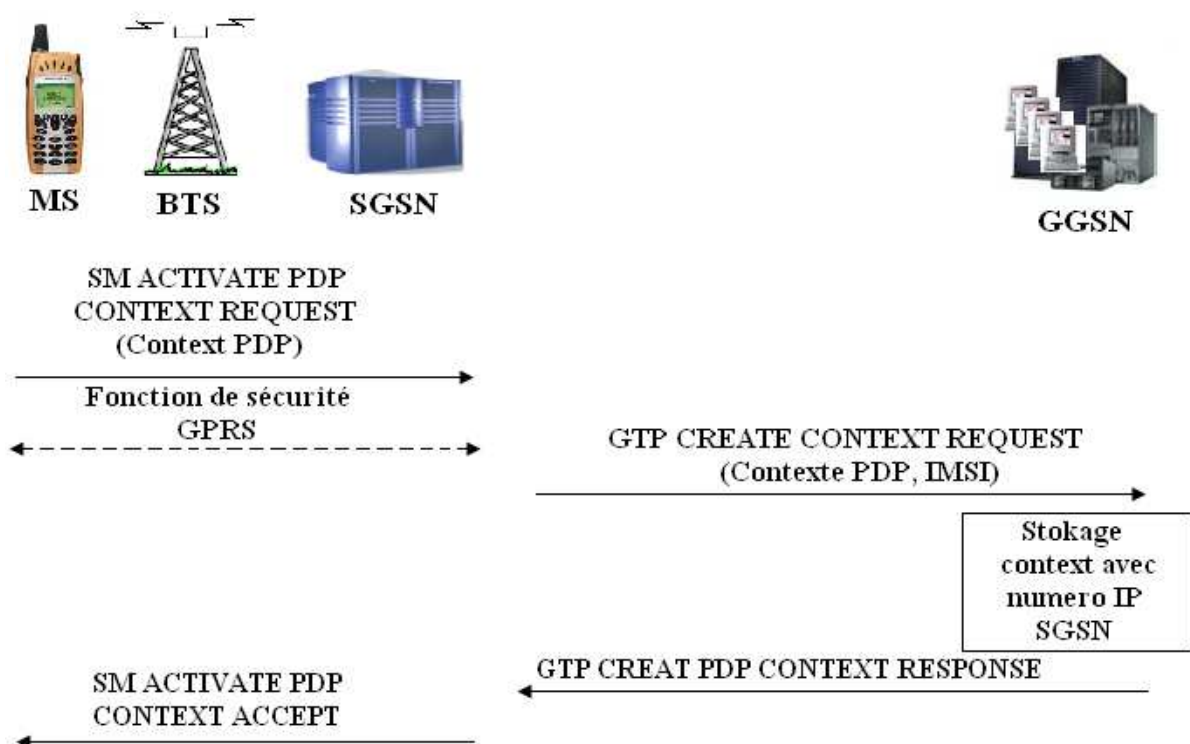 MS
BTS
SGSN
GGSN
SM ACTIVATE PDP
CONTEXT REQUEST
(Context PDP)
Fonction de sécurité
GPRS
GTP CREATE CONTEXT REQUEST
(Contexte PDP, IMSI)
Stokage
context avec
numero IP
SGSN
GTP CREAT PDP CONTEXT RESPONSE
SM ACTIVATE PDP
CONTEXT ACCEPT